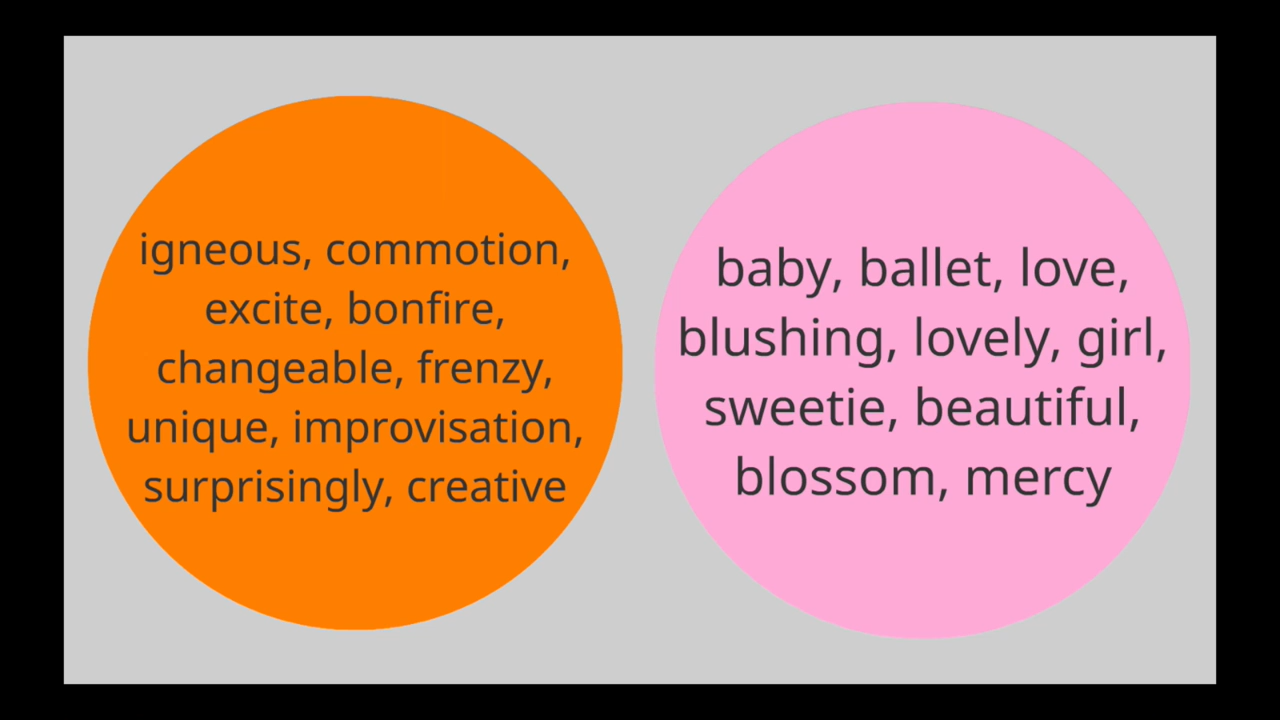 igneous, commotion,
excite, bonfire,
changeable, frenzy,
unique, improvisation,
surprisingly, creative
baby, ballet, love,
blushing, lovely, girl,
sweetie, beautiful,
blossom, mercy